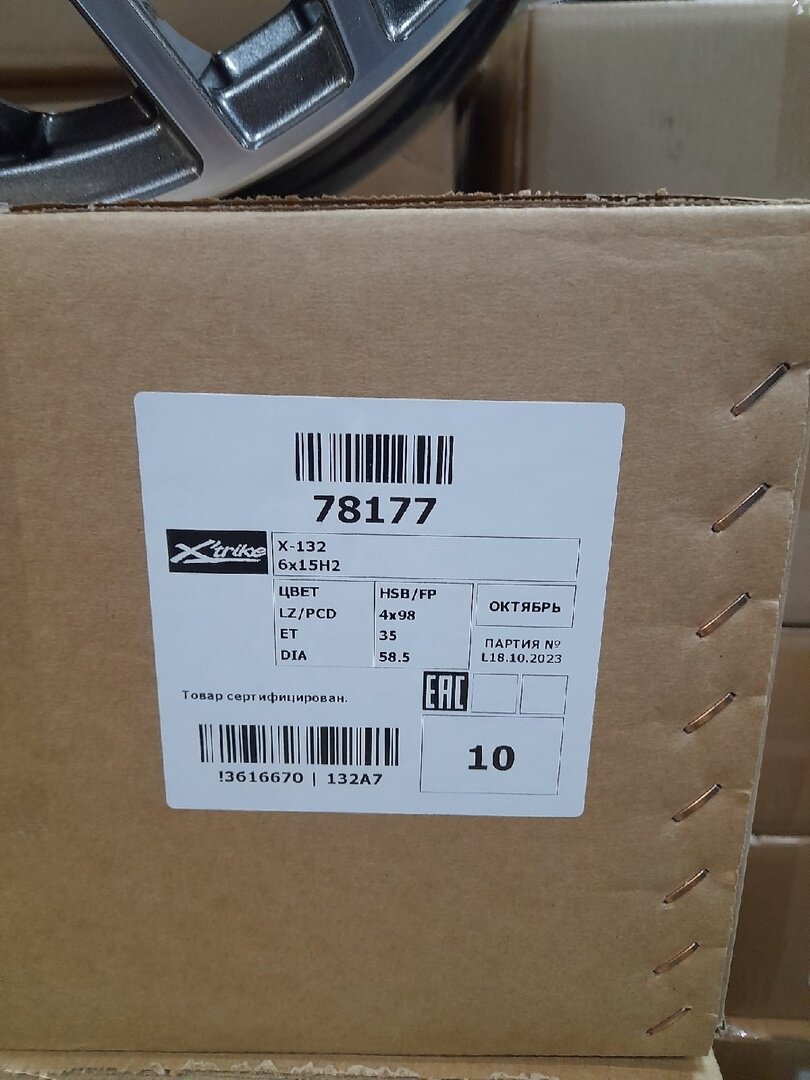 78177
X'trike
X-132
6x15H2
ЦВЕТ HSB/FP
LZ/PCD 4x98
ET 35
DIA 58.5
ОКТЯБРЬ
ПАРТИЯ №
L18.10.2023
EAC
Товар сертифицирован.
!3616670 | 132A7
10